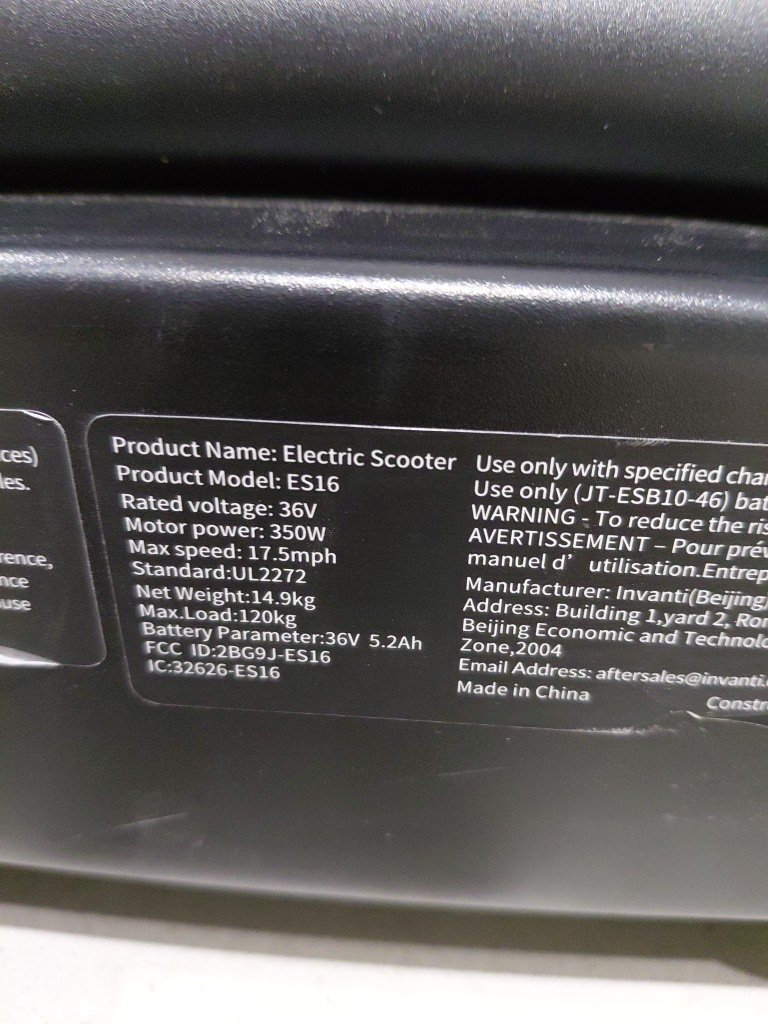 ces)
les.
rence,
nce
use
Product Name: Electric Scooter
Product Model: ES16
Rated voltage: 36V
Motor power: 350W
Max speed: 17.5mph
Standard:UL2272
Net Weight:14.9kg
Max.Load:120kg
Battery Parameter:36V 5.2Ah
FCC ID:2BG9J-ES16
IC:32626-ES16
Use only with specified cha
Use only (JT-ESB10-46) bat
WARNING - To reduce the ris
AVERTISSEMENT – Pour prév
manuel d’ utilisation.Entrep
Manufacturer: Invanti(Beijing)
Address: Building 1,yard 2, Ron
Beijing Economic and Technolo
Zone,2004
Email Address: aftersales@invanti.
Made in China
Constr